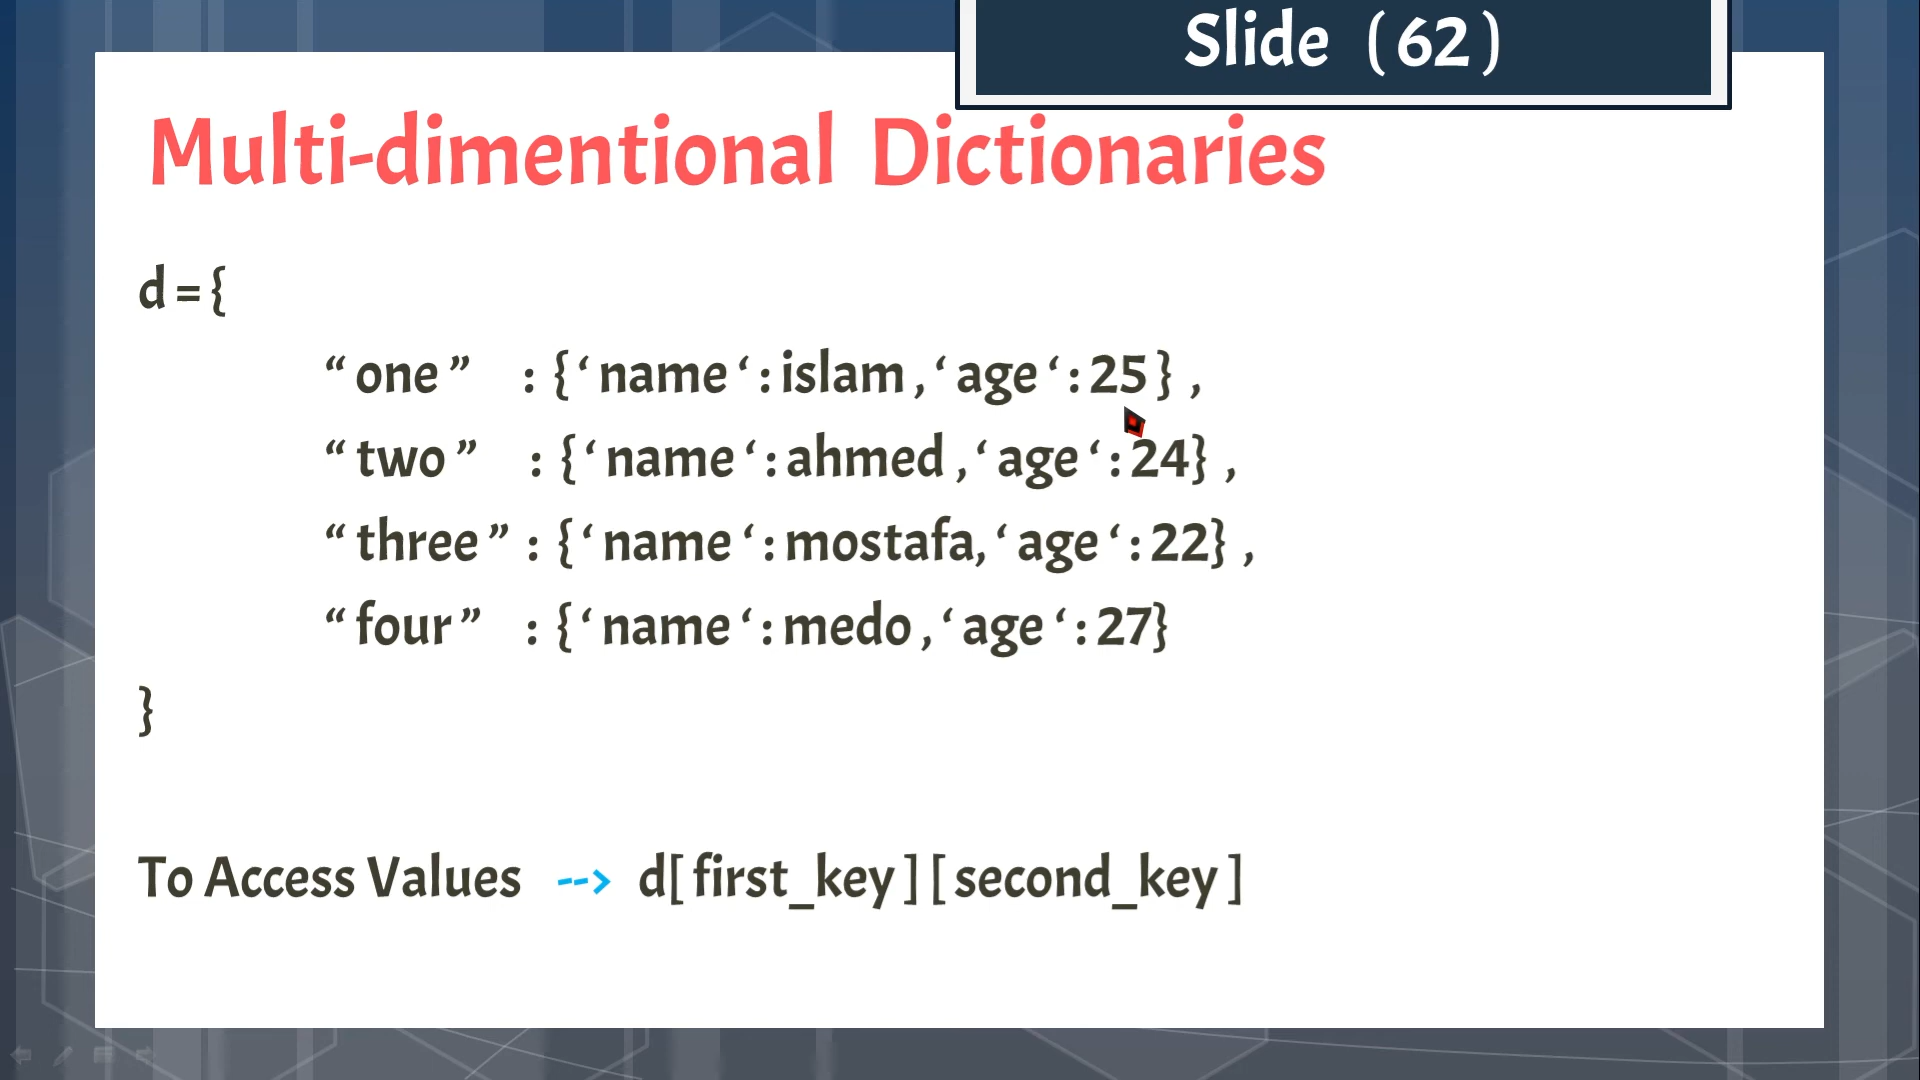 Slide (62)
Multi-dimentional Dictionaries
d={
“one” : {‘name‘:islam,‘age‘:25} ,
“two” : {‘name‘:ahmed,‘age‘:24} ,
“three” : {‘name‘:mostafa,‘age‘:22} ,
“four” : {‘name‘:medo,‘age‘:27}
}
To Access Values --> d[first_key][second_key]